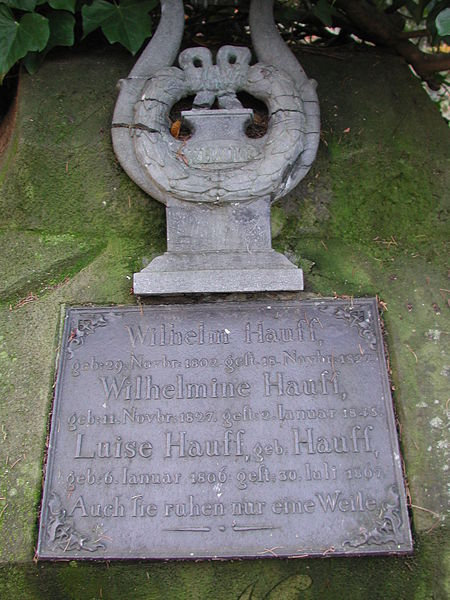 Wilhelm Hauff,
geb: 29. Novbr: 1802. gest: 18. Novbr: 1827.
Wilhelmine Hauff,
geb: 11. Novbr: 1827. gest: 2. Januar 1845.
Luise Hauff, geb: Hauff,
geb: 6. Januar 1806. gest: 30. Juli 1867.
Auch sie ruhen nur eine Weile.